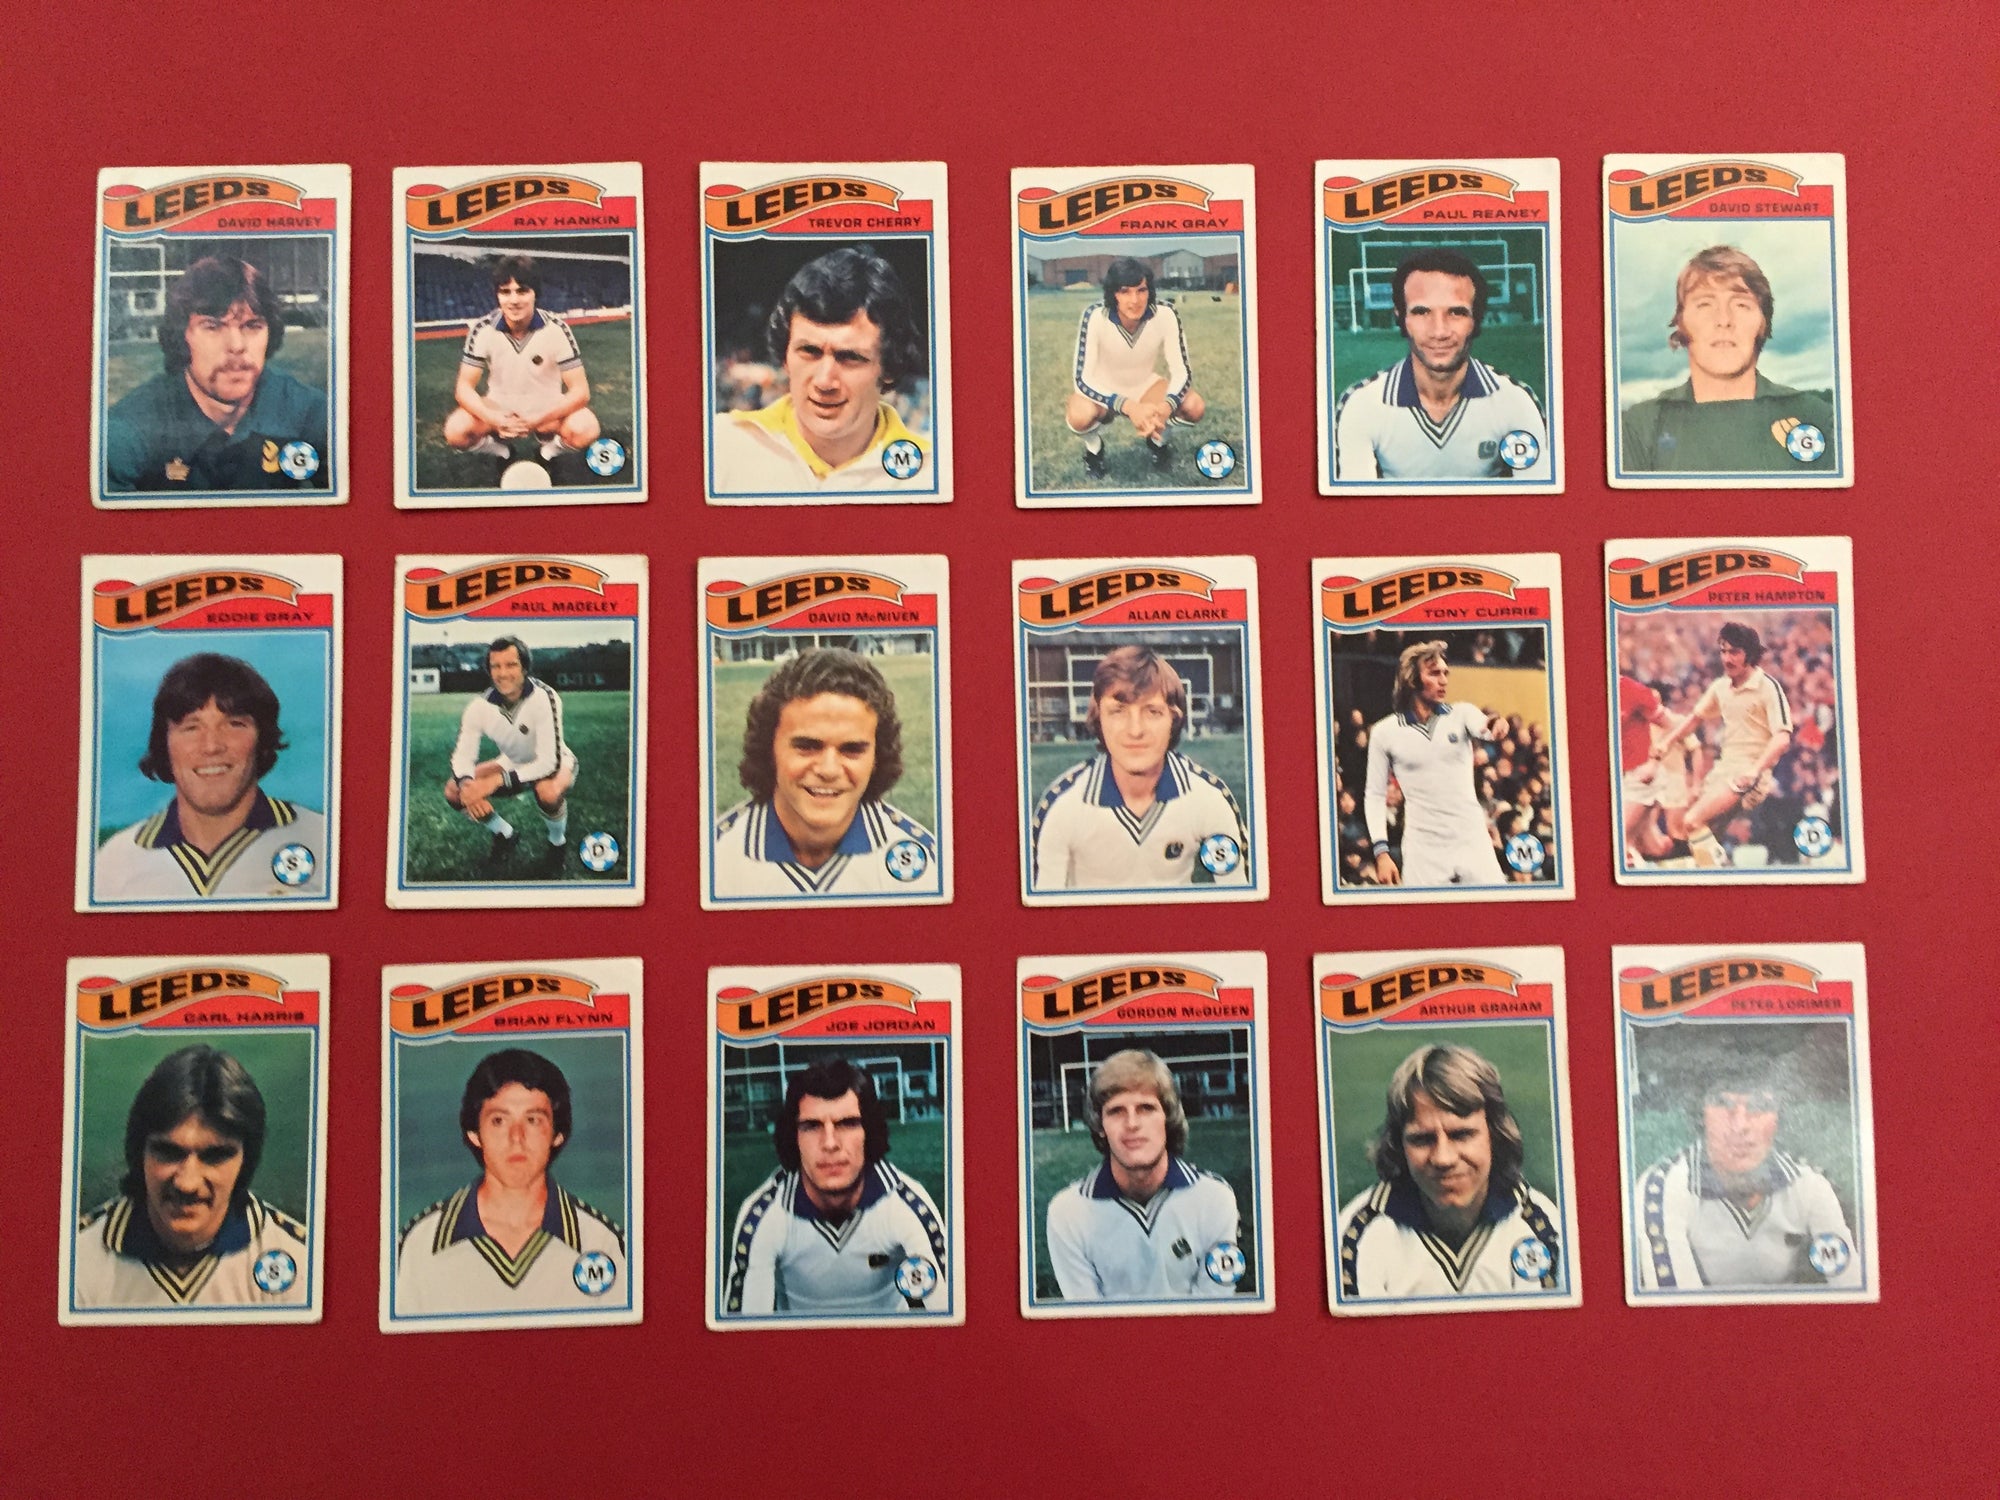 LEEDS
DAVID HARVEY
G
LEEDS
RAY HANKIN
S
LEEDS
TREVOR CHERRY
M
LEEDS
FRANK GRAY
D
LEEDS
PAUL REANEY
D
LEEDS
DAVID STEWART
G
LEEDS
EDDIE GRAY
S
LEEDS
PAUL MADELEY
D
LEEDS
DAVID McNIVEN
S
LEEDS
ALLAN CLARKE
S
LEEDS
TONY CURRIE
M
LEEDS
PETER HAMPTON
D
LEEDS
CARL HARRIS
S
LEEDS
BRIAN FLYNN
M
LEEDS
JOE JORDAN
S
LEEDS
GORDON McQUEEN
D
LEEDS
ARTHUR GRAHAM
S
LEEDS
PETER LORIMER
M